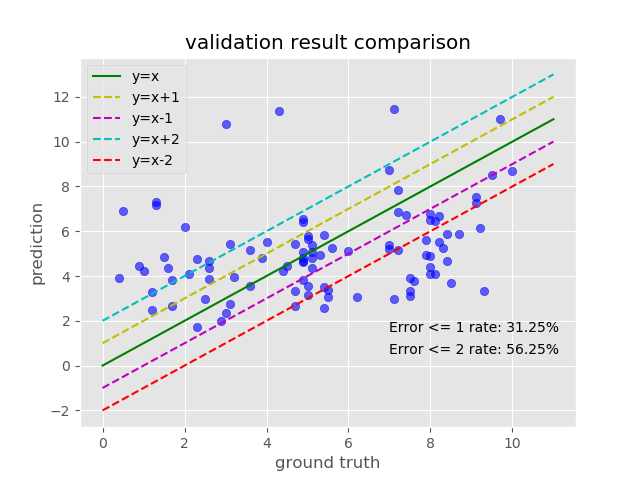 validation result comparison
y=x
y=x+1
y=x-1
y=x+2
y=x-2
12
10
8
6
4
2
0
−2
prediction
Error <= 1 rate: 31.25%
Error <= 2 rate: 56.25%
0 2 4 6 8 10
ground truth